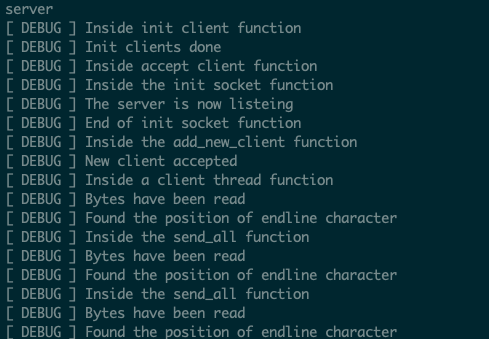 server
[ DEBUG ] Inside init client function
[ DEBUG ] Init clients done
[ DEBUG ] Inside accept client function
[ DEBUG ] Inside the init socket function
[ DEBUG ] The server is now listeing
[ DEBUG ] End of init socket function
[ DEBUG ] Inside the add_new_client function
[ DEBUG ] New client accepted
[ DEBUG ] Inside a client thread function
[ DEBUG ] Bytes have been read
[ DEBUG ] Found the position of endline character
[ DEBUG ] Inside the send_all function
[ DEBUG ] Bytes have been read
[ DEBUG ] Found the position of endline character
[ DEBUG ] Inside the send_all function
[ DEBUG ] Bytes have been read
[ DEBUG ] Found the position of endline character